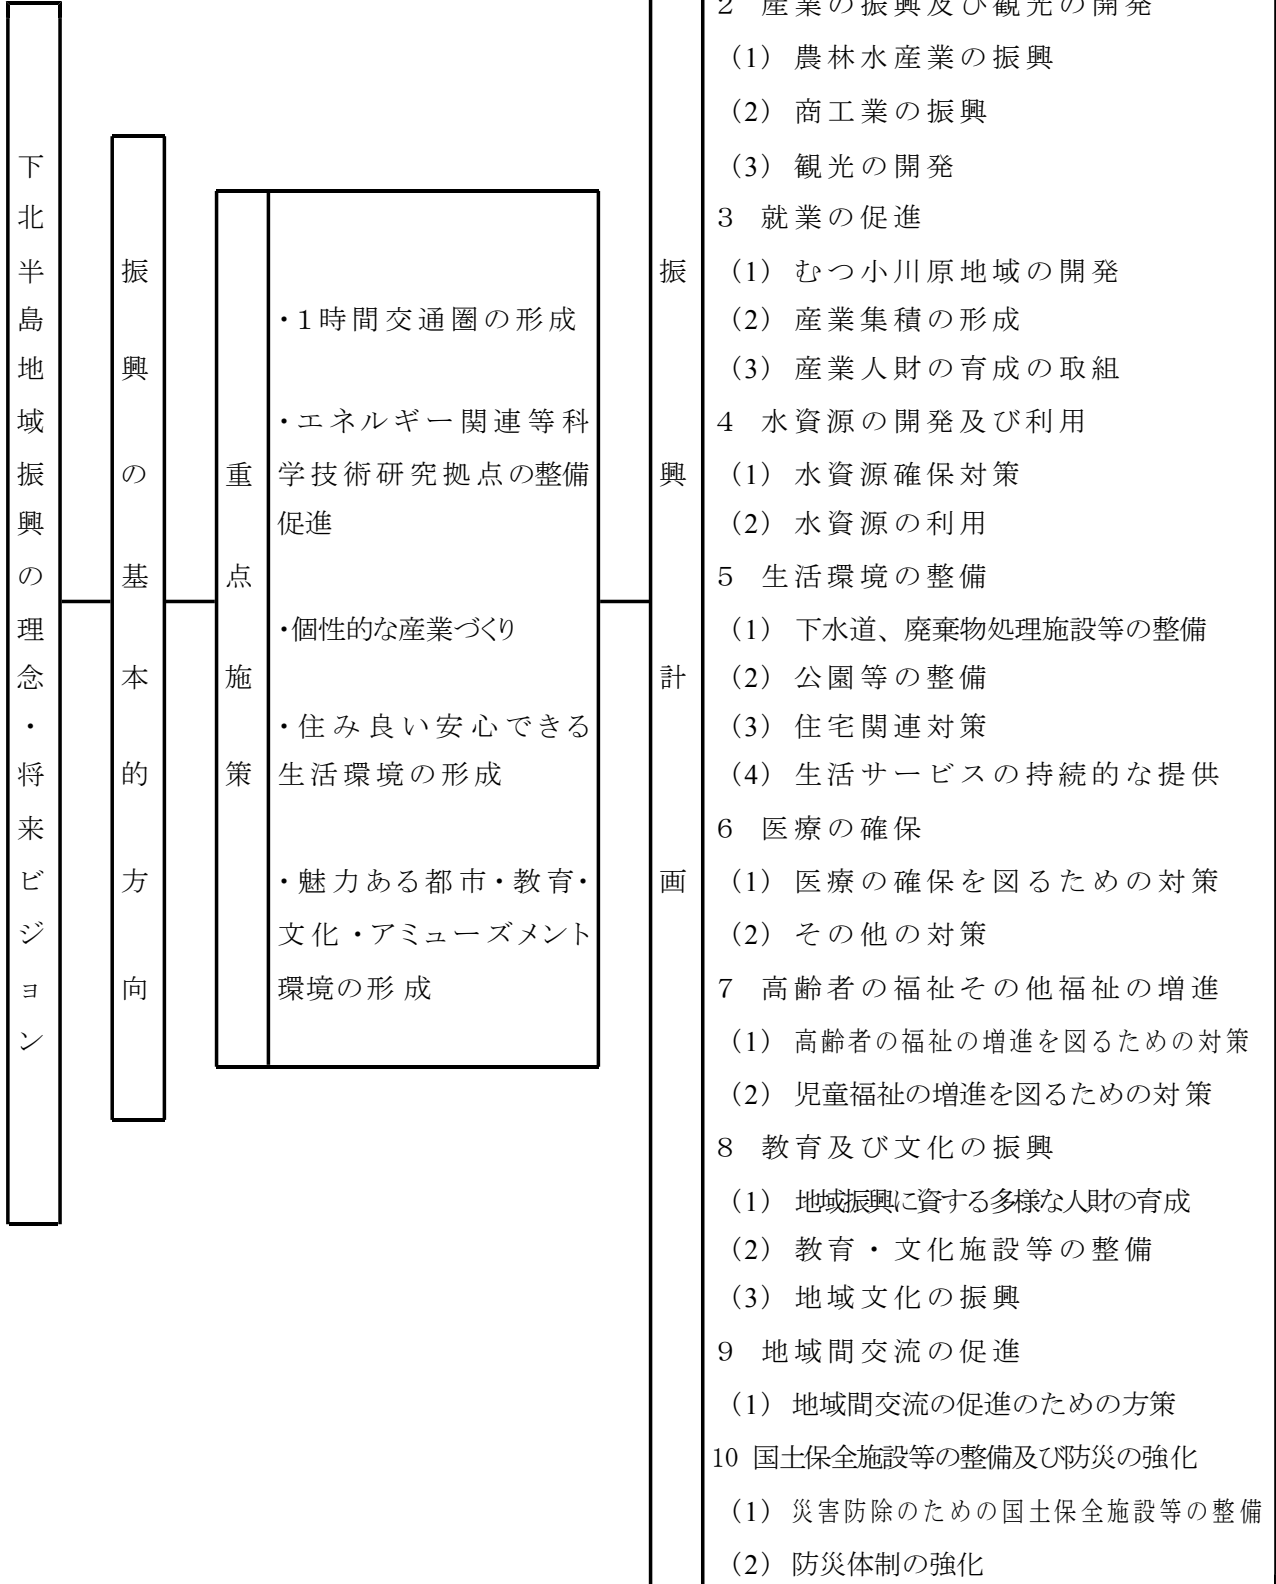 下北半島地域振興の理念・将来ビジョン
振興の基本的方向
重点施策
・1時間交通圏の形成
・エネルギー関連等科
学技術研究拠点の整備
促進
・個性的な産業づくり
・住み良い安心できる
生活環境の形成
・魅力ある都市・教育・
文化・アミューズメント
環境の形成
振興計画
2 産業の振興及び観光の開発
(1) 農林水産業の振興
(2) 商工業の振興
(3) 観光の開発
3 就業の促進
(1) むつ小川原地域の開発
(2) 産業集積の形成
(3) 産業人財の育成の取組
4 水資源の開発及び利用
(1) 水資源確保対策
(2) 水資源の利用
5 生活環境の整備
(1) 下水道、廃棄物処理施設等の整備
(2) 公園等の整備
(3) 住宅関連対策
(4) 生活サービスの持続的な提供
6 医療の確保
(1) 医療の確保を図るための対策
(2) その他の対策
7 高齢者の福祉その他福祉の増進
(1) 高齢者の福祉の増進を図るための対策
(2) 児童福祉の増進を図るための対策
8 教育及び文化の振興
(1) 地域振興に資する多様な人財の育成
(2) 教育・文化施設等の整備
(3) 地域文化の振興
9 地域間交流の促進
(1) 地域間交流の促進のための方策
10 国土保全施設等の整備及び防災の強化
(1) 災害防除のための国土保全施設等の整備
(2) 防災体制の強化